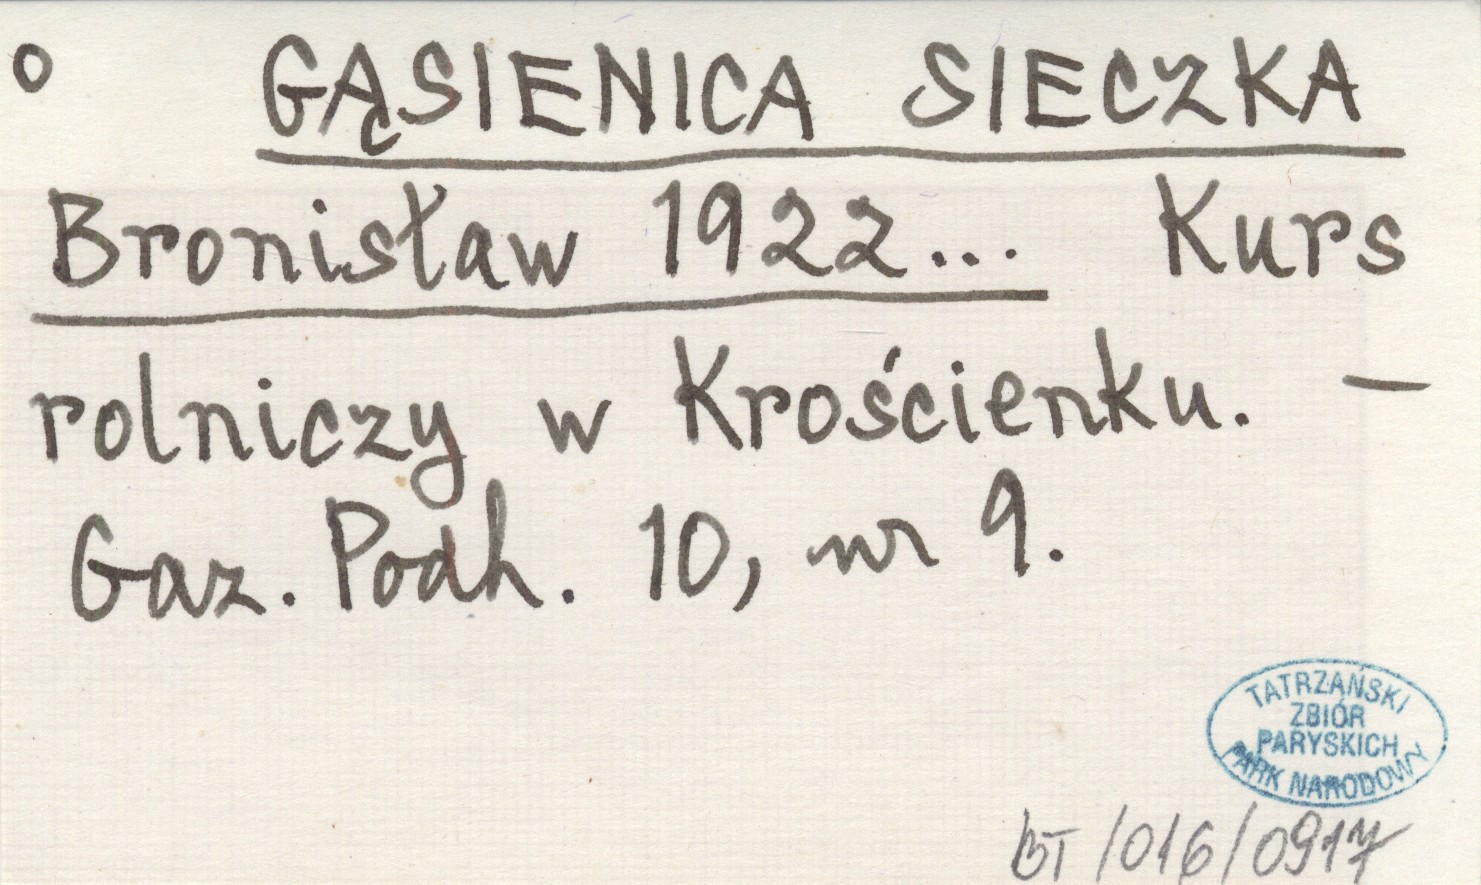 o GĄSIENICA SIECZKA
Bronisław 1922... Kurs
rolniczy w Krościenku. —
Gaz. Podh. 10, nr 9.
TATRZAŃSKI
ZBIÓR
PARYSKICH
PARK NARODOWY
BT/016/0917